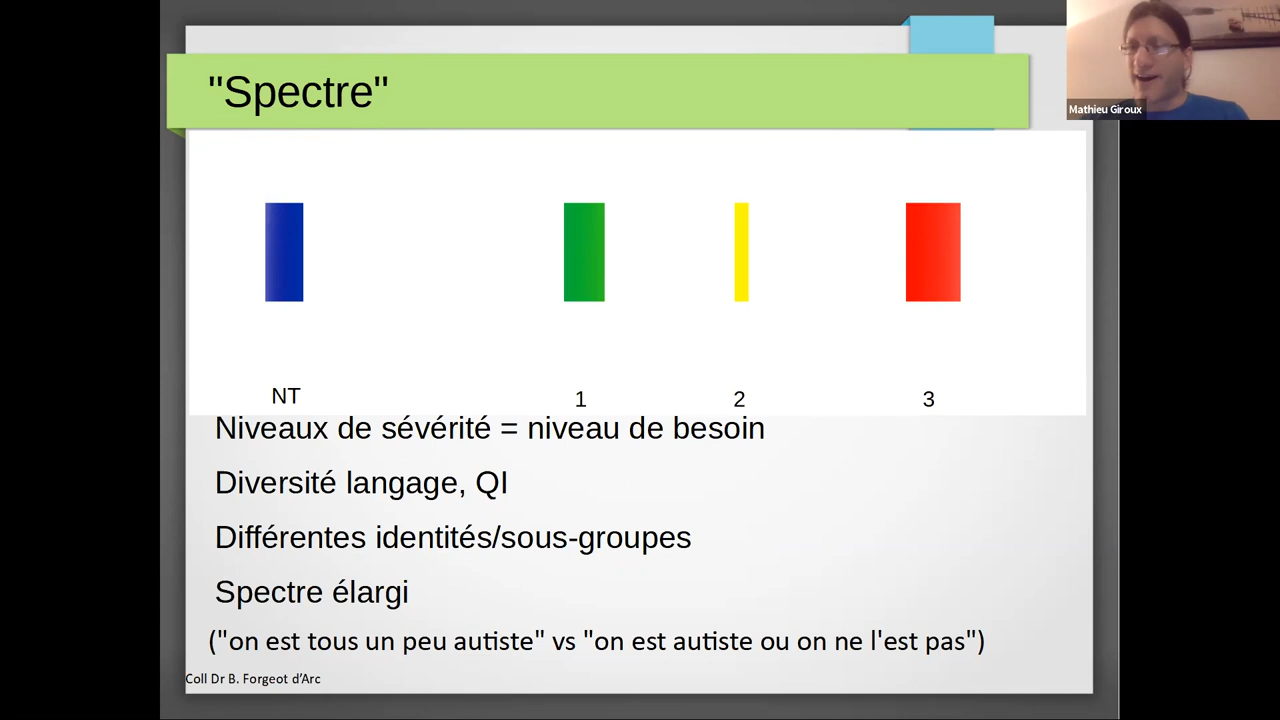 "Spectre"
Mathieu Giroux
NT 1 2 3
Niveaux de sévérité = niveau de besoin
Diversité langage, QI
Différentes identités/sous-groupes
Spectre élargi
("on est tous un peu autiste" vs "on est autiste ou on ne l'est pas")
Coll Dr B. Forgeot d’Arc